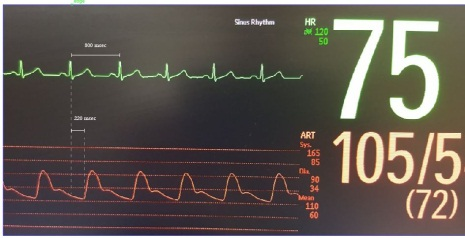 Sinus Rhythm
HR
120
50
75
800 msec
220 msec
ART
Sys.
165
85
Dia.
90
34
Mean
110
60
105/5
(72)